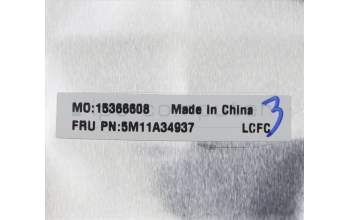 MO:15366608 Made in China
FRU PN:5M11A34937 LCFC 3